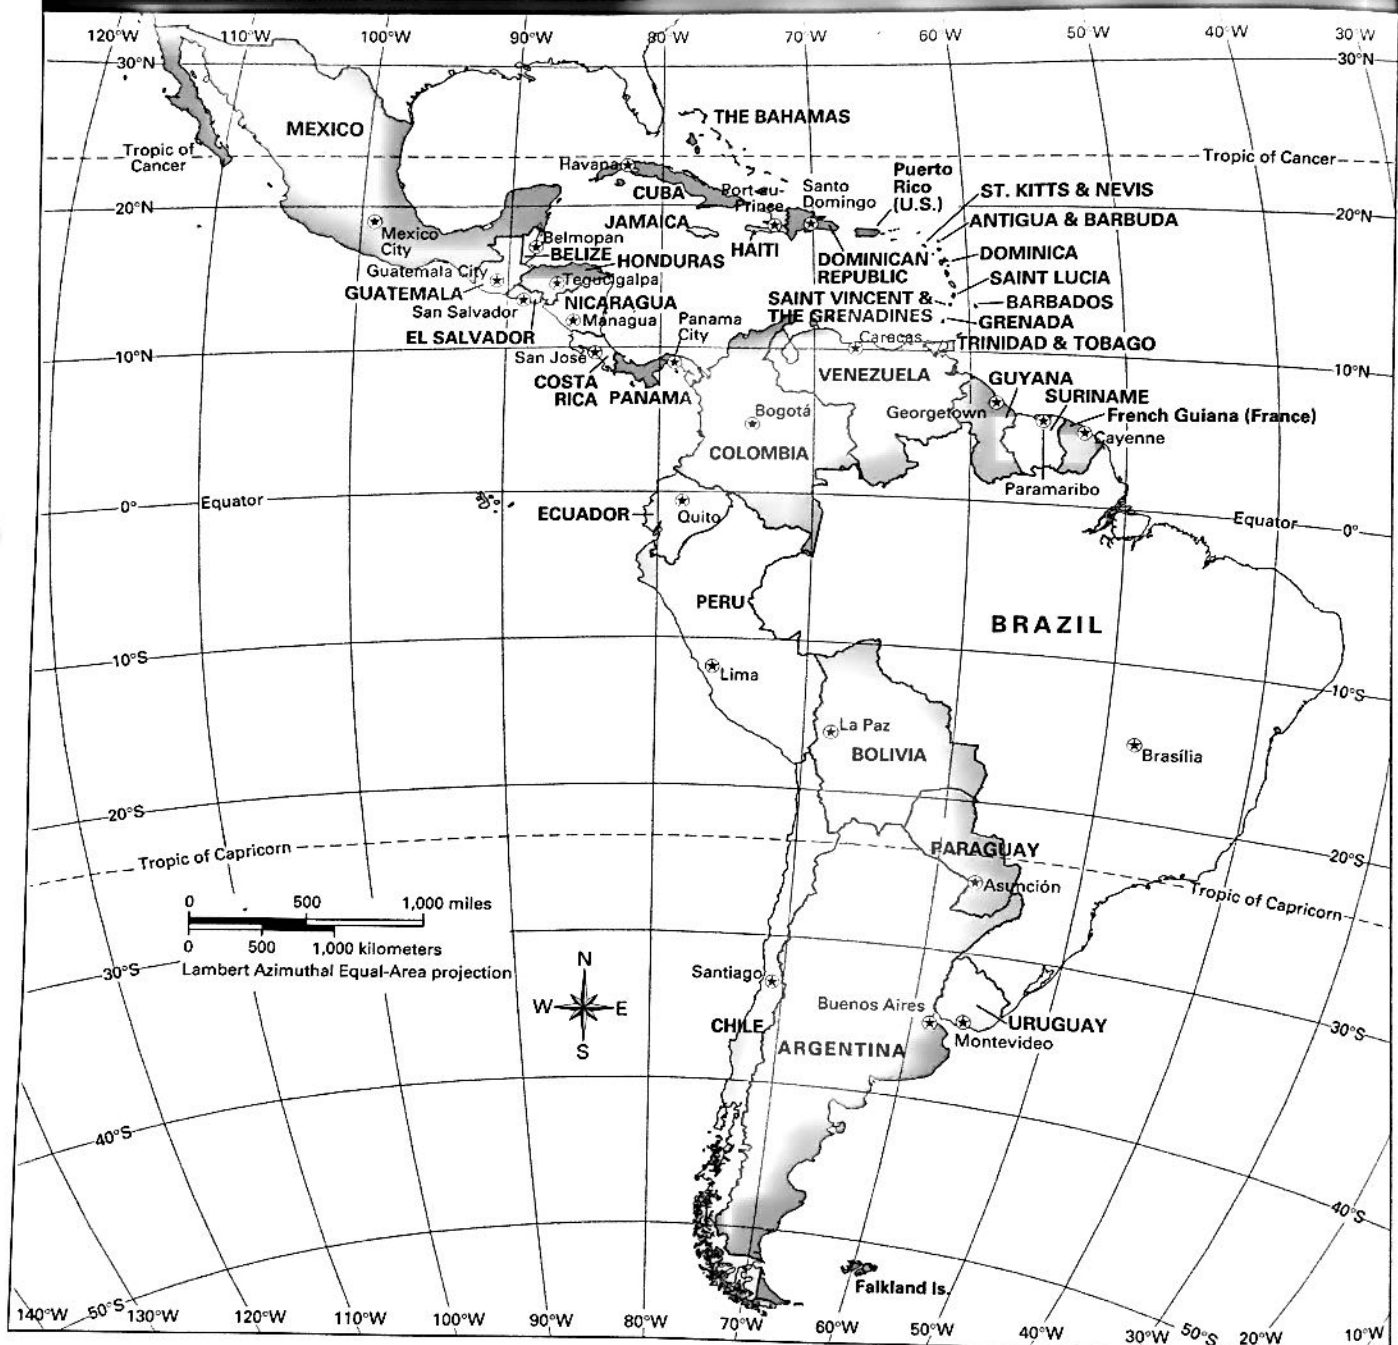 120°W 110°W 100°W 90°W 80°W 70°W 60°W 50°W 40°W 30°W
30°N
30°N
THE BAHAMAS
MEXICO
Tropic of
Cancer
Tropic of Cancer
Havana
CUBA
Port-au-
Prince
Santo
Domingo
Puerto
Rico
(U.S.)
ST. KITTS & NEVIS
20°N
20°N
JAMAICA
ANTIGUA & BARBUDA
Mexico
City
Belmopan
BELIZE
HAITI
DOMINICAN
REPUBLIC
DOMINICA
HONDURAS
Guatemala City
Tegucigalpa
SAINT LUCIA
GUATEMALA
NICARAGUA
SAINT VINCENT &
THE GRENADINES
BARBADOS
San Salvador
Managua
Panama
City
GRENADA
EL SALVADOR
Caracas
TRINIDAD & TOBAGO
10°N
San José
10°N
COSTA
RICA
PANAMA
VENEZUELA
GUYANA
SURINAME
Bogotá
Georgetown
French Guiana (France)
Cayenne
COLOMBIA
Paramaribo
0°
Equator
ECUADOR
Quito
Equator
0°
PERU
BRAZIL
10°S
Lima
10°S
La Paz
BOLIVIA
Brasília
20°S
Tropic of Capricorn
PARAGUAY
20°S
Asunción
Tropic of Capricorn
0 500 1,000 miles
0 500 1,000 kilometers
Lambert Azimuthal Equal-Area projection
30°S
N
W E
S
Santiago
Buenos Aires
CHILE
URUGUAY
30°S
Montevideo
ARGENTINA
40°S
40°S
Falkland Is.
140°W 50°S 130°W 120°W 110°W 100°W 90°W 80°W 70°W 60°W 50°W 40°W 30°W 50°S 20°W 10°W